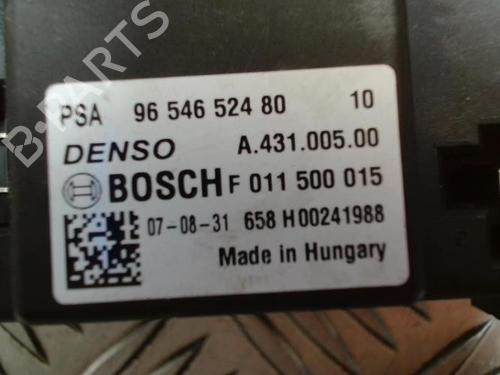 PSA 96 546 524 80 10
DENSO A.431.005.00
BOSCH F 011 500 015
07-08-31 658 H00241988
Made in Hungary
B-PARTS